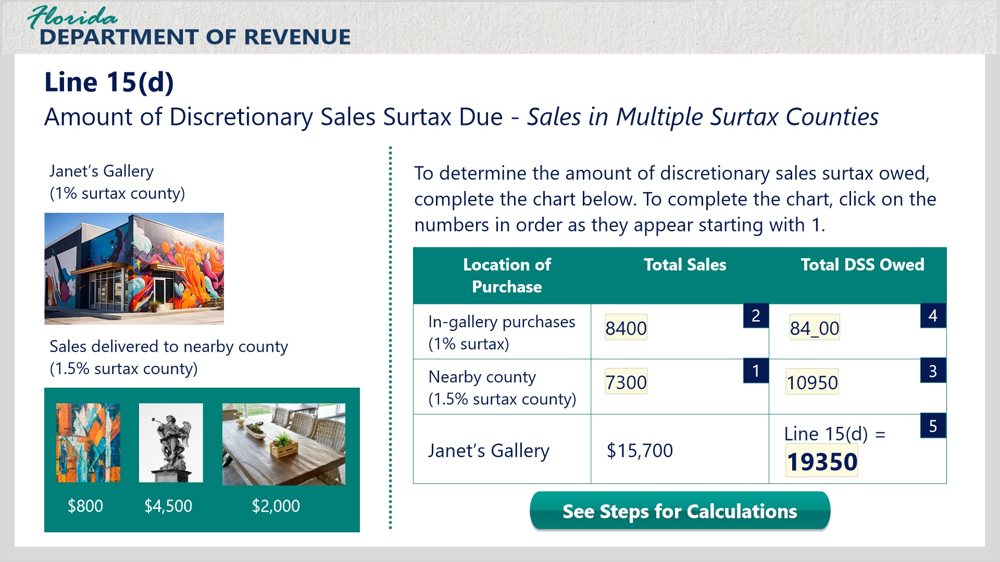 Florida
DEPARTMENT OF REVENUE
Line 15(d)
Amount of Discretionary Sales Surtax Due - Sales in Multiple Surtax Counties
Janet’s Gallery
(1% surtax county)
Sales delivered to nearby county
(1.5% surtax county)
$800
$4,500
$2,000
To determine the amount of discretionary sales surtax owed,
complete the chart below. To complete the chart, click on the
numbers in order as they appear starting with 1.
Location of
Purchase
Total Sales
Total DSS Owed
In-gallery purchases
(1% surtax)
8400
2
84_00
4
Nearby county
(1.5% surtax county)
7300
1
10950
3
Janet’s Gallery
$15,700
Line 15(d) =
19350
5
See Steps for Calculations